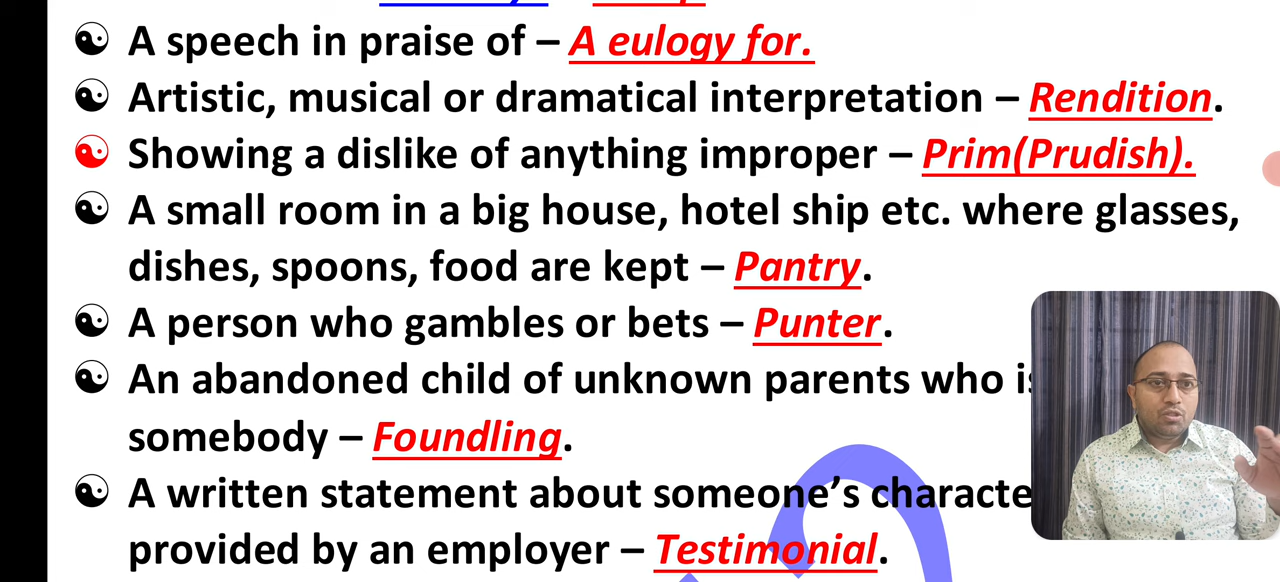 A speech in praise of – A eulogy for.
Artistic, musical or dramatical interpretation – Rendition.
Showing a dislike of anything improper – Prim(Prudish).
A small room in a big house, hotel ship etc. where glasses,
dishes, spoons, food are kept – Pantry.
A person who gambles or bets – Punter.
An abandoned child of unknown parents who
somebody – Foundling.
A written statement about someone’s
provided by an employer – Testimonial.